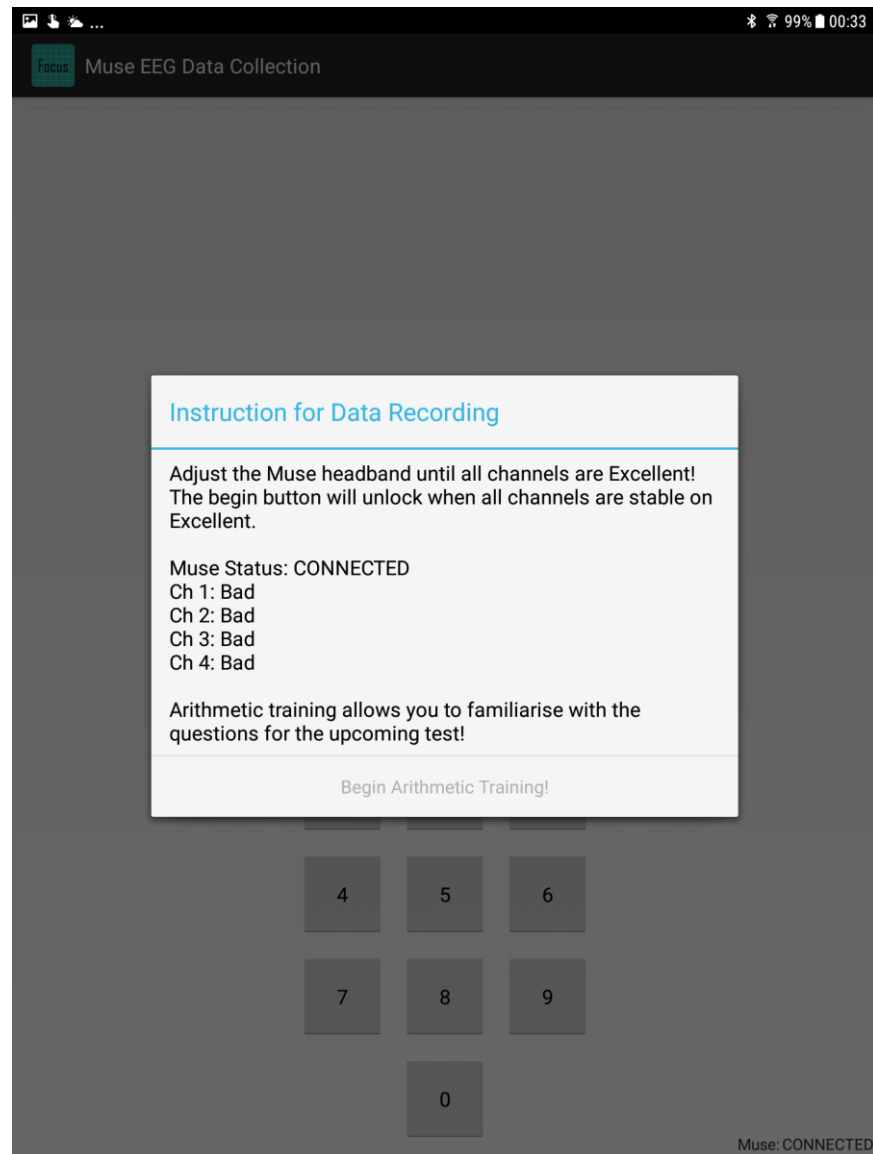 ... 99% 00:33
Focus Muse EEG Data Collection
Instruction for Data Recording
Adjust the Muse headband until all channels are Excellent!
The begin button will unlock when all channels are stable on
Excellent.
Muse Status: CONNECTED
Ch 1: Bad
Ch 2: Bad
Ch 3: Bad
Ch 4: Bad
Arithmetic training allows you to familiarise with the
questions for the upcoming test!
Begin Arithmetic Training!
4 5 6
7 8 9
0
Muse: CONNECTED